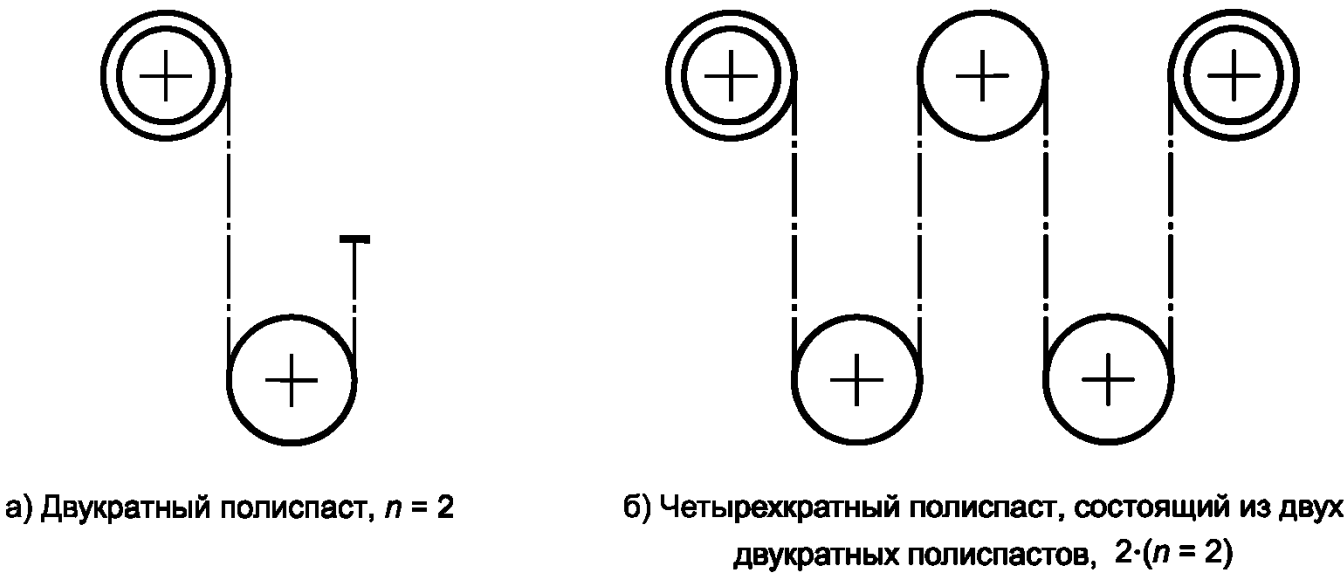 а) Двукратный полиспаст, n = 2
б) Четырехкратный полиспаст, состоящий из двух
двукратных полиспастов, 2·(n = 2)